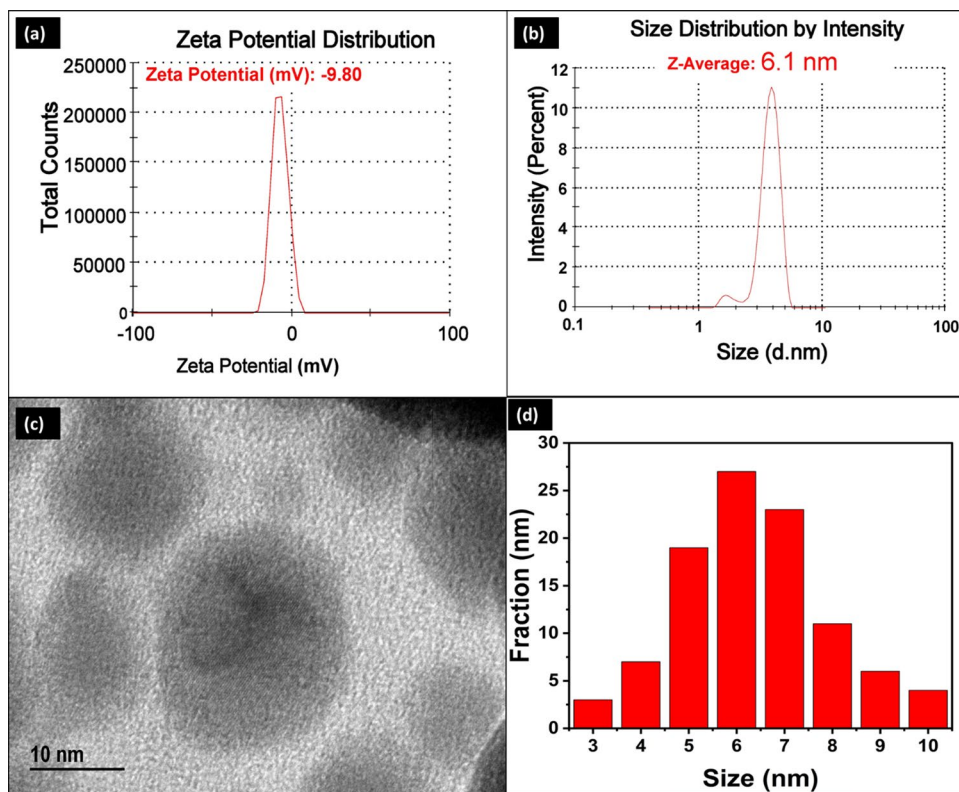 (a)
Zeta Potential Distribution
Zeta Potential (mV): -9.80
250000
200000
150000
100000
50000
0
Total Counts
-100
0
100
Zeta Potential (mV)
(b)
Size Distribution by Intensity
Z-Average: 6.1 nm
12
10
8
6
4
2
0
Intensity (Percent)
0.1
1
10
100
Size (d.nm)
(c)
10 nm
(d)
30
25
20
15
10
5
0
Fraction (nm)
3
4
5
6
7
8
9
10
Size (nm)